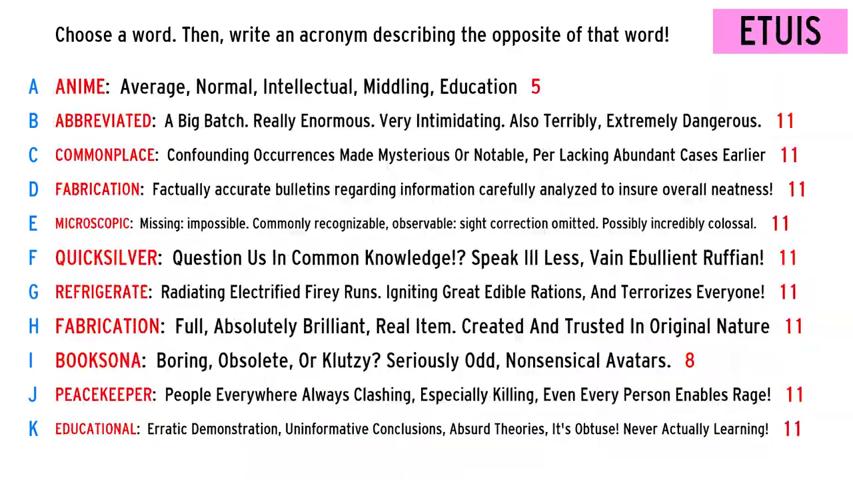 Choose a word. Then, write an acronym describing the opposite of that word!
ETUIS
A ANIME: Average, Normal, Intellectual, Middling, Education 5
B ABBREVIATED: A Big Batch. Really Enormous. Very Intimidating. Also Terribly, Extremely Dangerous. 11
C COMMONPLACE: Confounding Occurrences Made Mysterious Or Notable, Per Lacking Abundant Cases Earlier 11
D FABRICATION: Factually accurate bulletins regarding information carefully analyzed to insure overall neatness! 11
E MICROSCOPIC: Missing: impossible. Commonly recognizable, observable: sight correction omitted. Possibly incredibly colossal. 11
F QUICKSILVER: Question Us In Common Knowledge!? Speak Ill Less, Vain Ebullient Ruffian! 11
G REFRIGERATE: Radiating Electrified Firey Runs. Igniting Great Edible Rations, And Terrorizes Everyone! 11
H FABRICATION: Full, Absolutely Brilliant, Real Item. Created And Trusted In Original Nature 11
I BOOKSONA: Boring, Obsolete, Or Klutzy? Seriously Odd, Nonsensical Avatars. 8
J PEACEKEEPER: People Everywhere Always Clashing, Especially Killing, Even Every Person Enables Rage! 11
K EDUCATIONAL: Erratic Demonstration, Uninformative Conclusions, Absurd Theories, It's Obtuse! Never Actually Learning! 11